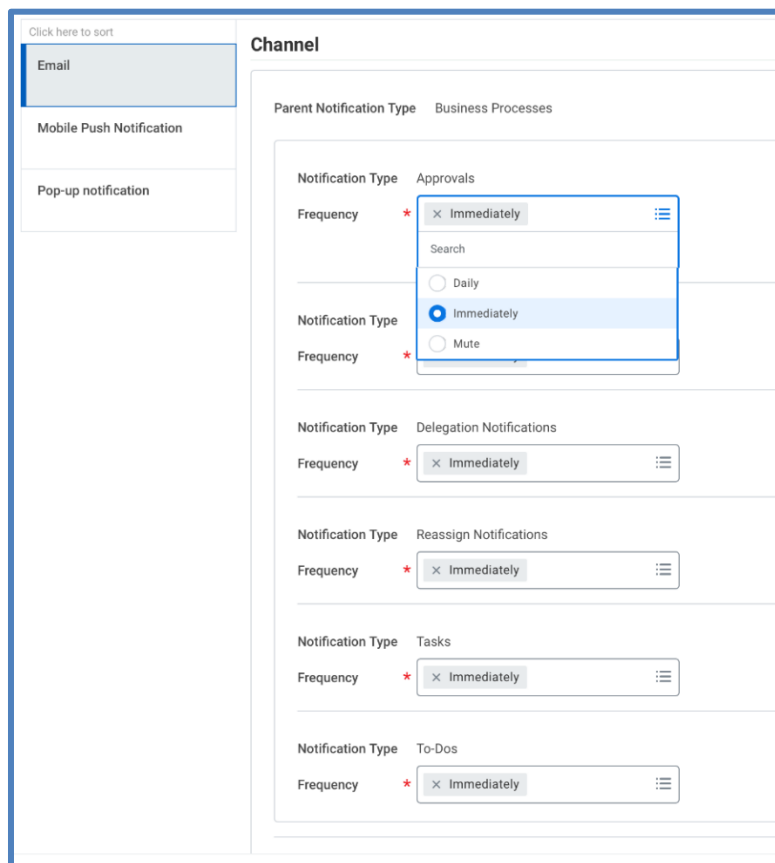 Click here to sort
Email
Mobile Push Notification
Pop-up notification
Channel
Parent Notification Type Business Processes
Notification Type Approvals
Frequency * × Immediately
Search
Daily
Immediately
Mute
Notification Type
Frequency *
Notification Type Delegation Notifications
Frequency * × Immediately
Notification Type Reassign Notifications
Frequency * × Immediately
Notification Type Tasks
Frequency * × Immediately
Notification Type To-Dos
Frequency * × Immediately